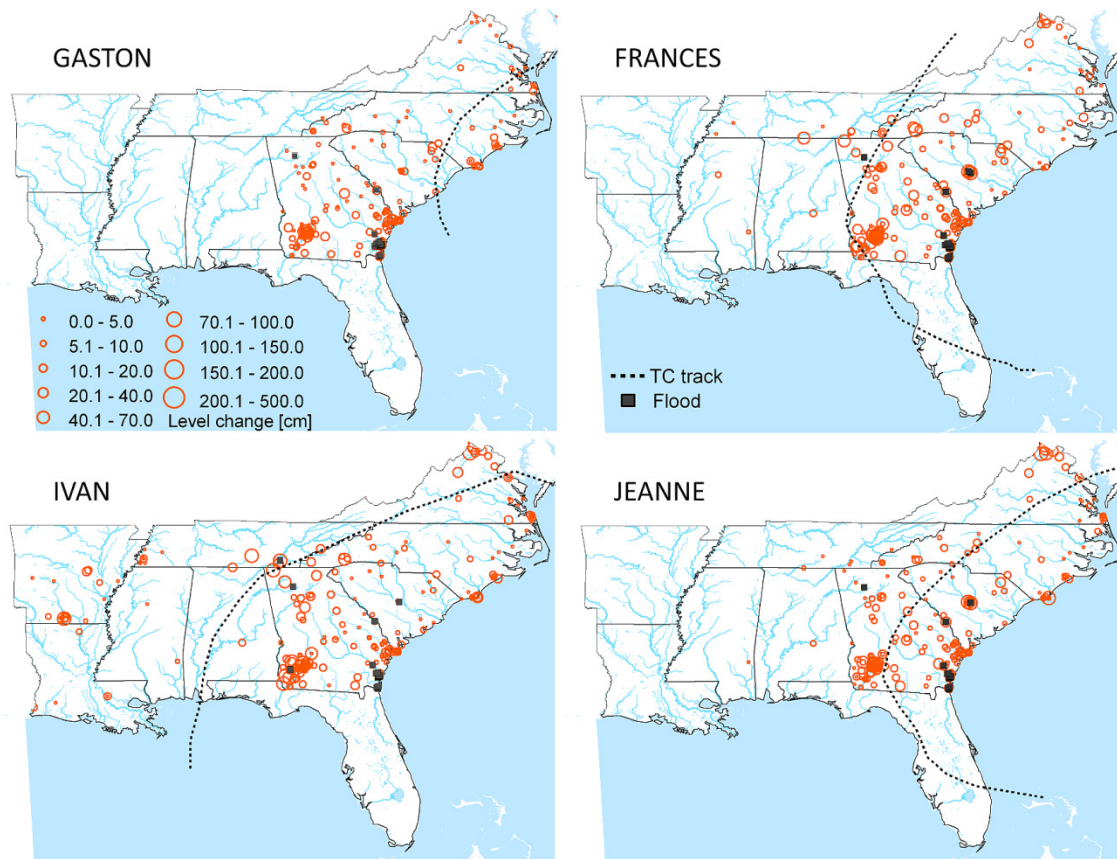 GASTON
0.0 - 5.0
5.1 - 10.0
10.1 - 20.0
20.1 - 40.0
40.1 - 70.0
70.1 - 100.0
100.1 - 150.0
150.1 - 200.0
200.1 - 500.0
Level change [cm]
FRANCES
TC track
Flood
IVAN
JEANNE